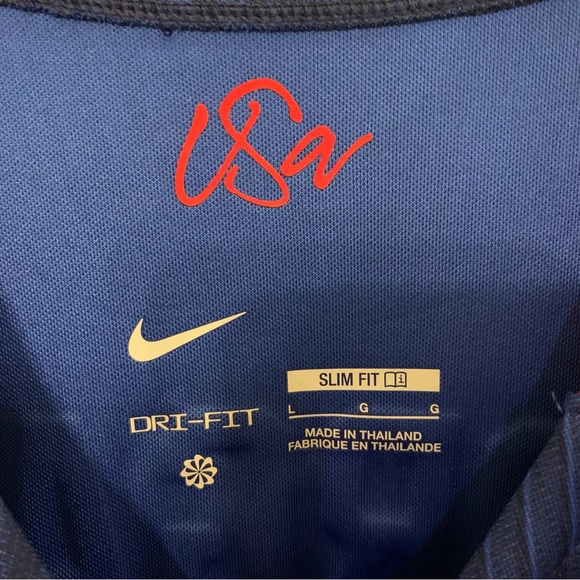 USA
SLIM FIT
DRI-FIT
L G G
MADE IN THAILAND
FABRIQUE EN THAILANDE